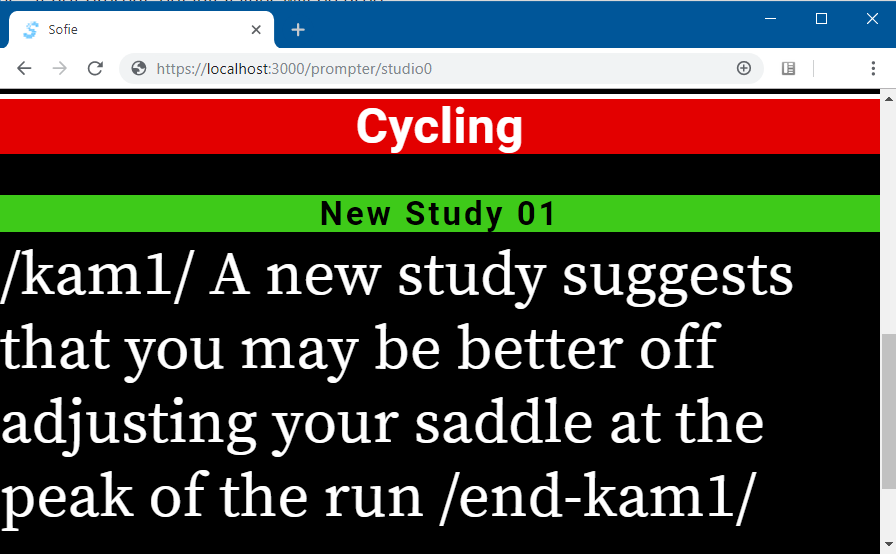 Sofie
https://localhost:3000/prompter/studio0
Cycling
New Study 01
/kam1/ A new study suggests
that you may be better off
adjusting your saddle at the
peak of the run /end-kam1/